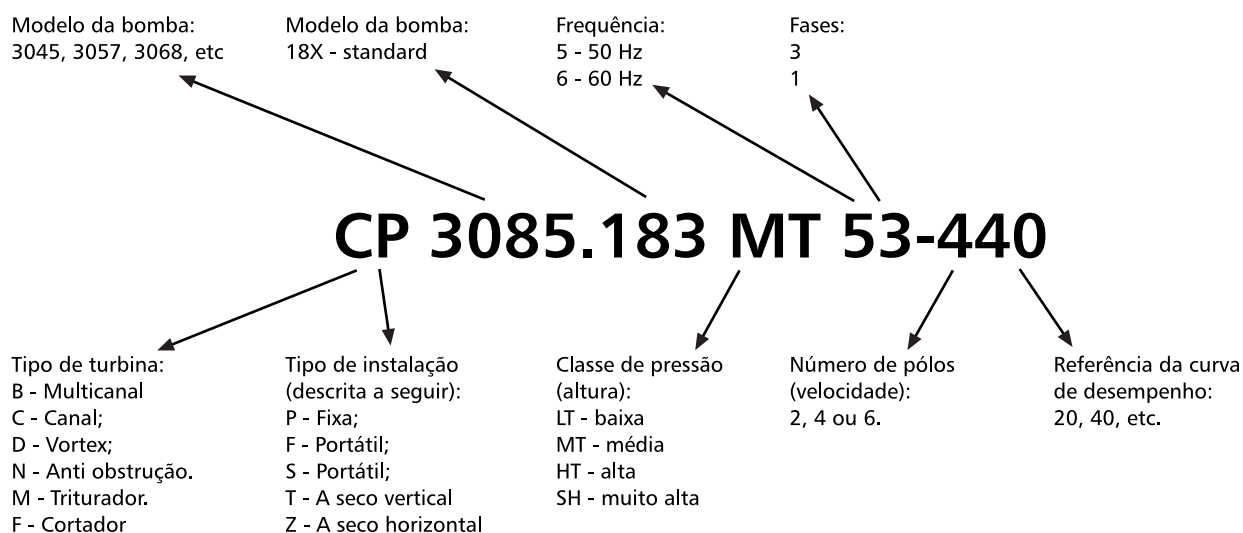 Modelo da bomba:
3045, 3057, 3068, etc
Modelo da bomba:
18X - standard
Frequência:
5 - 50 Hz
6 - 60 Hz
Fases:
3
1
CP 3085.183 MT 53-440
Tipo de turbina:
B - Multicanal
C - Canal;
D - Vortex;
N - Anti obstrução.
M - Triturador.
F - Cortador
Tipo de instalação
(descrita a seguir):
P - Fixa;
F - Portátil;
S - Portátil;
T - A seco vertical
Z - A seco horizontal
Classe de pressão
(altura):
LT - baixa
MT - média
HT - alta
SH - muito alta
Número de pólos
(velocidade):
2, 4 ou 6.
Referência da curva
de desempenho:
20, 40, etc.